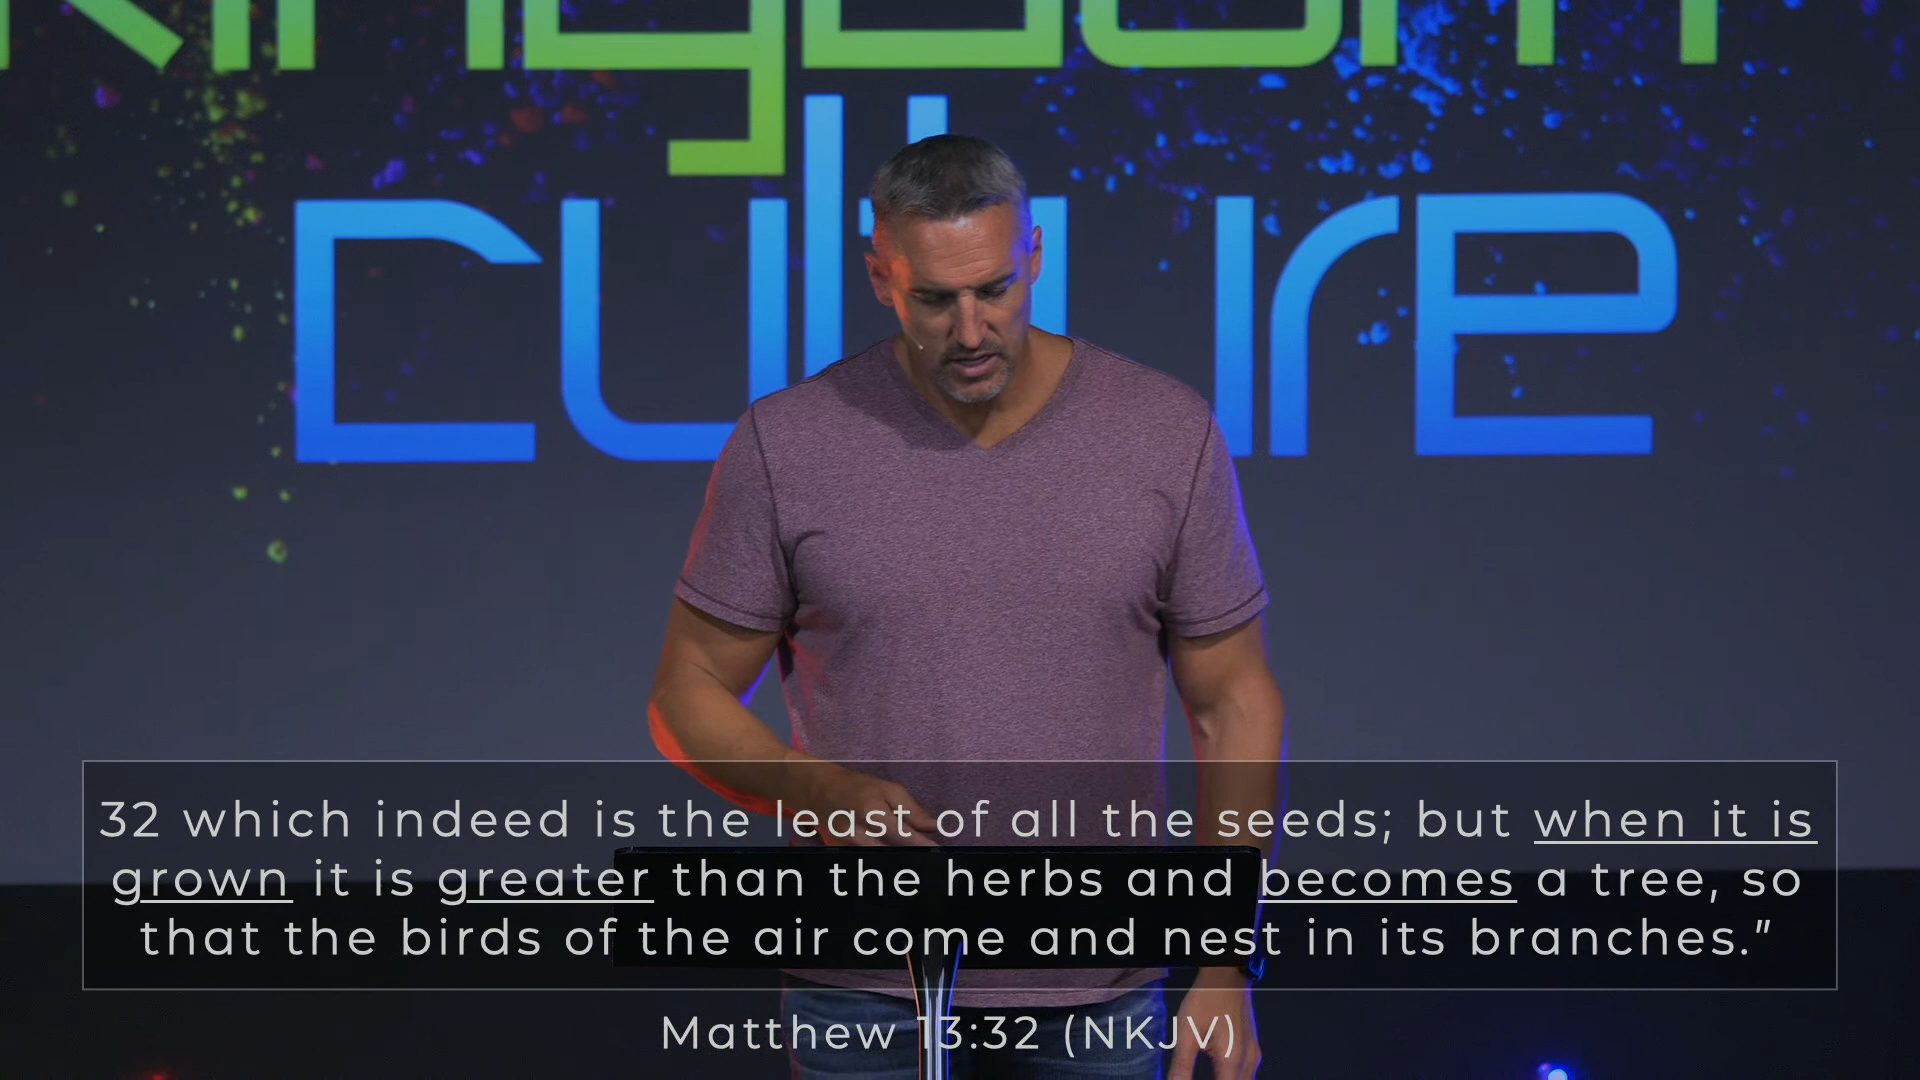 Kingdom
culture
32 which indeed is the least of all the seeds; but when it is
grown it is greater than the herbs and becomes a tree, so
that the birds of the air come and nest in its branches.”
Matthew 13:32 (NKJV)